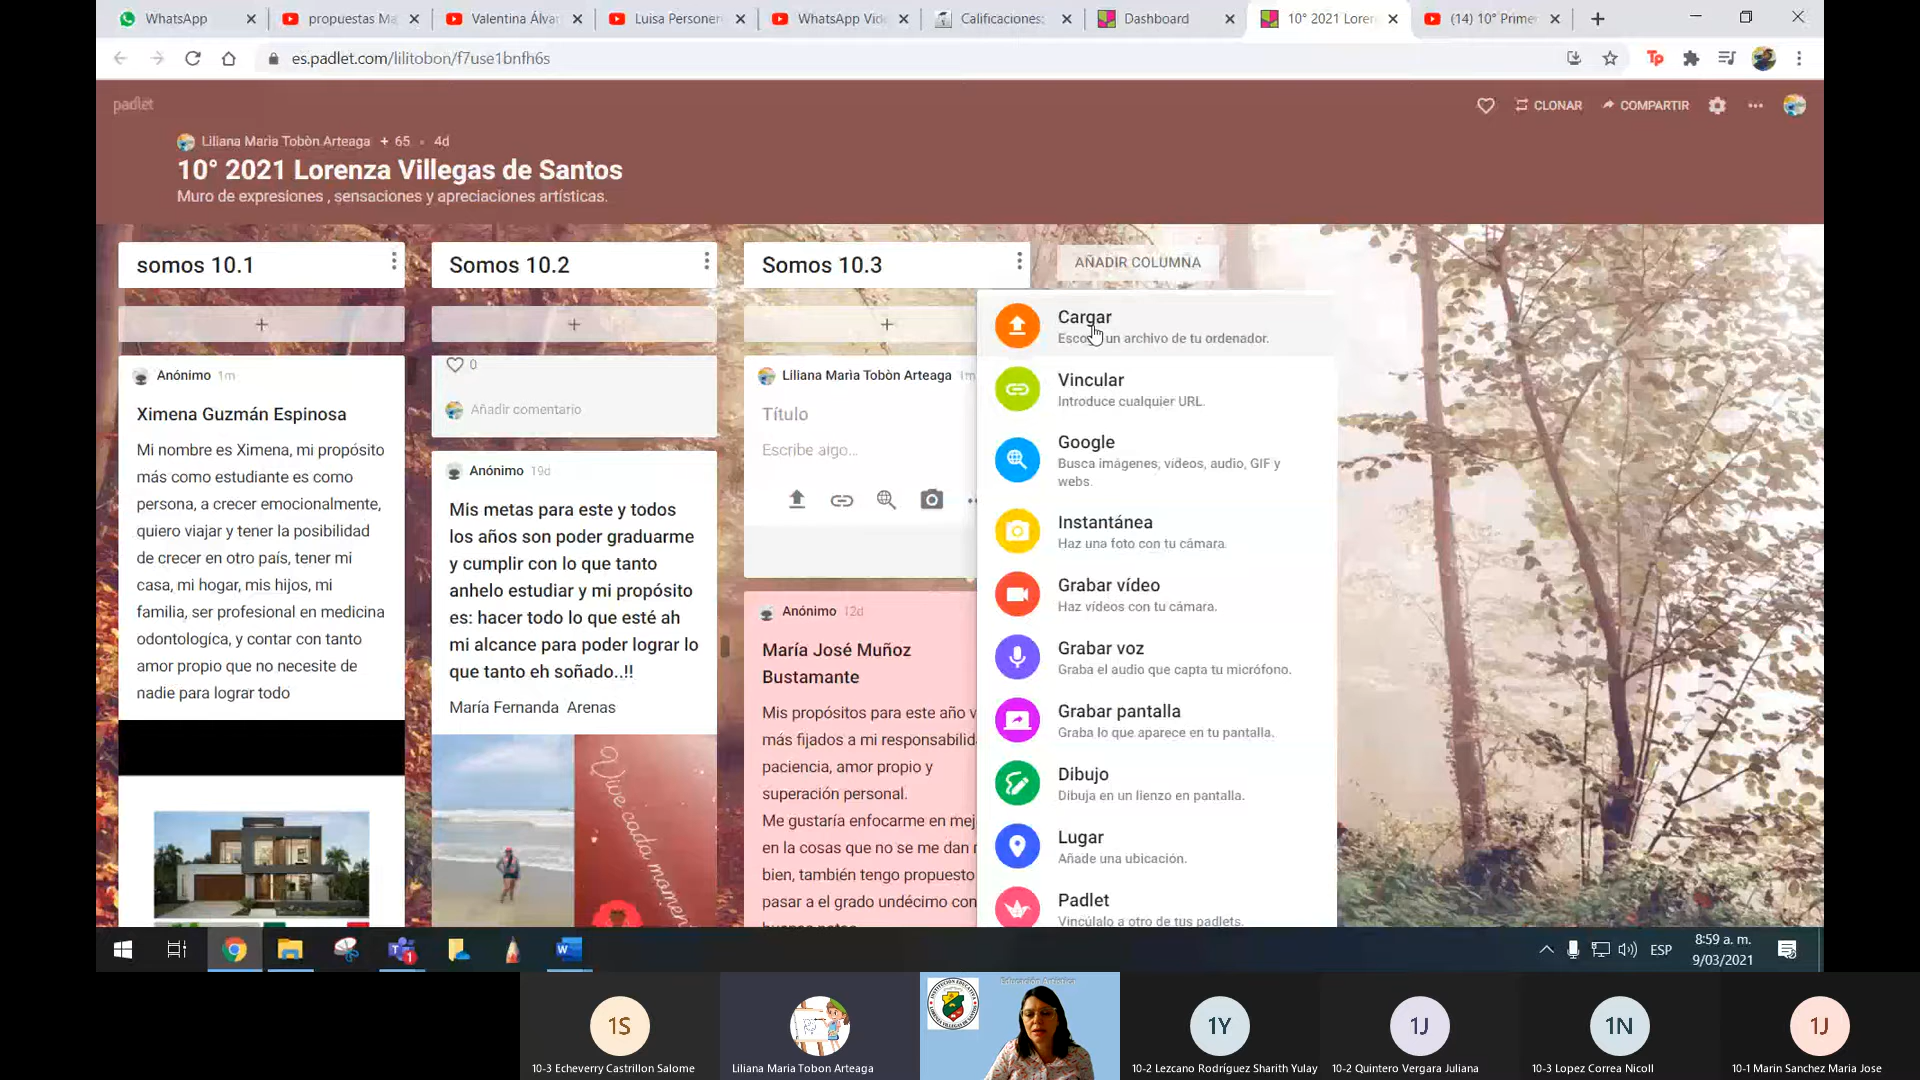 WhatsApp
propuestas Ma
Valentina Álvar
Luisa Persone
WhatsApp Vid
Calificaciones:
Dashboard
10° 2021 Loren
(14) 10° Prime
es.padlet.com/lilitobon/f7use1bnfh6s
padlet
CLONAR
COMPARTIR
Liliana Maria Tobòn Arteaga + 65 · 4d
10° 2021 Lorenza Villegas de Santos
Muro de expresiones , sensaciones y apreciaciones artísticas.
somos 10.1
+
Anónimo 1m
Ximena Guzmán Espinosa
Mi nombre es Ximena, mi propósito
más como estudiante es como
persona, a crecer emocionalmente,
quiero viajar y tener la posibilidad
de crecer en otro país, tener mi
casa, mi hogar, mis hijos, mi
familia, ser profesional en medicina
odontologíca, y contar con tanto
amor propio que no necesite de
nadie para lograr todo
Somos 10.2
+
0
Añadir comentario
Anónimo 19d
Mis metas para este y todos
los años son poder graduarme
y cumplir con lo que tanto
anhelo estudiar y mi propósito
es: hacer todo lo que esté ah
mi alcance para poder lograr lo
que tanto eh soñado..!!
María Fernanda Arenas
Vive cada momen
Somos 10.3
+
Liliana Marìa Tobòn Arteaga 1m
Título
Escribe algo...
Anónimo 12d
María José Muñoz
Bustamante
Mis propósitos para este año v
más fijados a mi responsabilid
paciencia, amor propio y
superación personal.
Me gustaría enfocarme en mej
en la cosas que no se me dan
bien, también tengo propuesto
pasar a el grado undécimo con
AÑADIR COLUMNA
Cargar
un archivo de tu ordenador.
Vincular
Introduce cualquier URL.
Google
Busca imágenes, vídeos, audio, GIF y
webs.
Instantánea
Haz una foto con tu cámara.
Grabar vídeo
Haz vídeos con tu cámara.
Grabar voz
Graba el audio que capta tu micrófono.
Grabar pantalla
Graba lo que aparece en tu pantalla.
Dibujo
Dibuja en un lienzo en pantalla.
Lugar
Añade una ubicación.
Padlet
Vincúlalo a otro de tus padlets.
ESP
8:59 a. m.
9/03/2021
Educación Artística
1S
1Y
1J
1N
1J
10-3 Echeverry Castrillon Salome
Liliana Maria Tobon Arteaga
10-2 Lezcano Rodríguez Sharith Yulay
10-2 Quintero Vergara Juliana
10-3 Lopez Correa Nicoll
10-1 Marin Sanchez Maria Jose